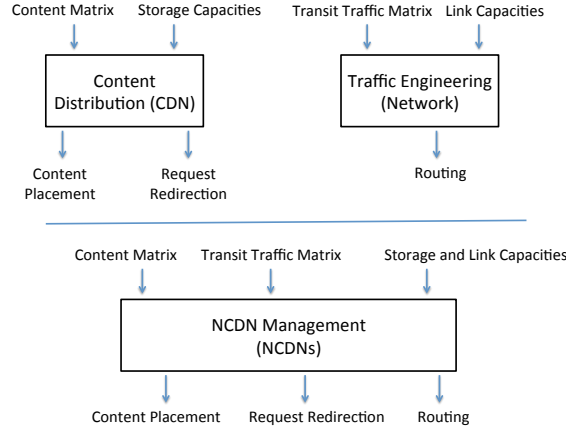 Content Matrix
Storage Capacities
Transit Traffic Matrix
Link Capacities
Content
Distribution (CDN)
Traffic Engineering
(Network)
Content
Placement
Request
Redirection
Routing
Content Matrix
Transit Traffic Matrix
Storage and Link Capacities
NCDN Management
(NCDNs)
Content Placement
Request Redirection
Routing